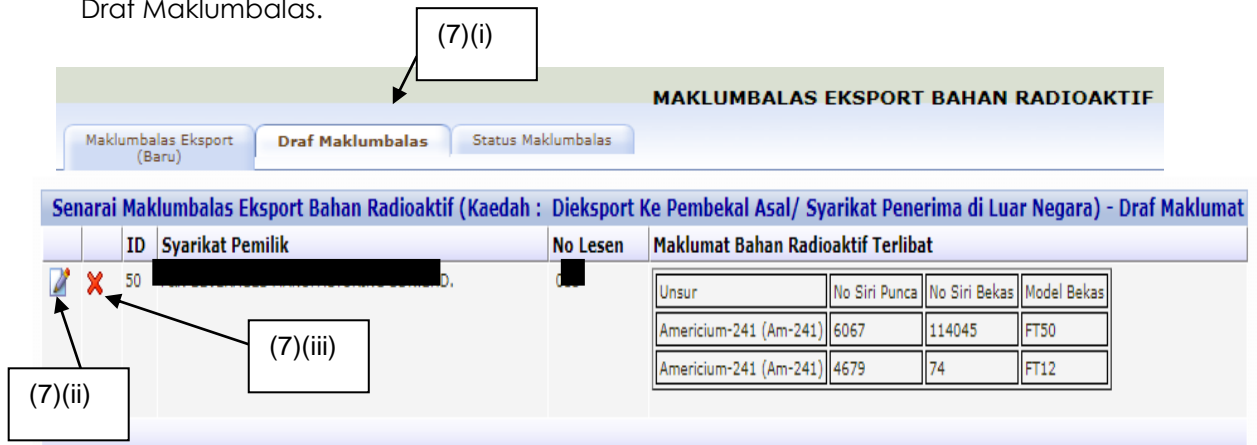 Draf Maklumbalas.
(7)(i)
MAKLUMBALAS EKSPORT BAHAN RADIOAKTIF
Maklumbalas Eksport (Baru)
Draf Maklumbalas
Status Maklumbalas
Senarai Maklumbalas Eksport Bahan Radioaktif (Kaedah : Dieksport Ke Pembekal Asal/ Syarikat Penerima di Luar Negara) - Draf Maklumat
ID Syarikat Pemilik No Lesen Maklumat Bahan Radioaktif Terlibat
50
Unsur No Siri Punca No Siri Bekas Model Bekas
Americium-241 (Am-241) 6067 114045 FT50
Americium-241 (Am-241) 4679 74 FT12
(7)(iii)
(7)(ii)